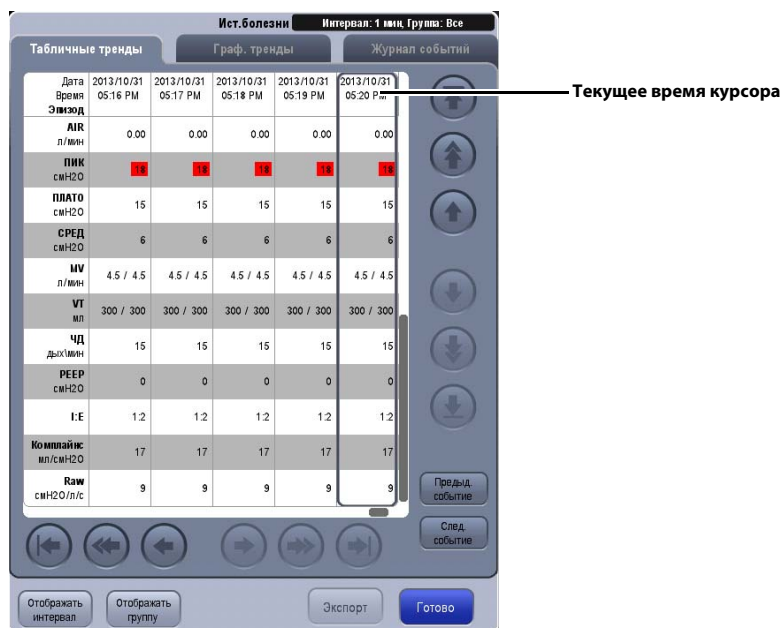 Ист.болезни Интервал: 1 мин, Группа: Все
Табличные тренды Граф. тренды Журнал событий
Дата 2013/10/31 2013/10/31 2013/10/31 2013/10/31 2013/10/31
Время 05:16 PM 05:17 PM 05:18 PM 05:19 PM 05:20 PM
Эпизод
Текущее время курсора
AIR
л/мин 0.00 0.00 0.00 0.00 0.00
ПИК
смH2O 18 18 18 18 18
ПЛАТО
смH2O 15 15 15 15 15
СРЕД
смH2O 6 6 6 6 6
MV
л/мин 4.5 / 4.5 4.5 / 4.5 4.5 / 4.5 4.5 / 4.5 4.5 / 4.5
VT
мл 300 / 300 300 / 300 300 / 300 300 / 300 300 / 300
ЧД
дых\мин 15 15 15 15 15
PEEP
смH2O 0 0 0 0 0
I:E 1:2 1:2 1:2 1:2 1:2
Комплайнс
мл/смH2O 17 17 17 17 17
Raw
смH2O/л/с 9 9 9 9 9
Предыд.
событие
След.
событие
Отображать
интервал
Отображать
группу
Экспорт
Готово